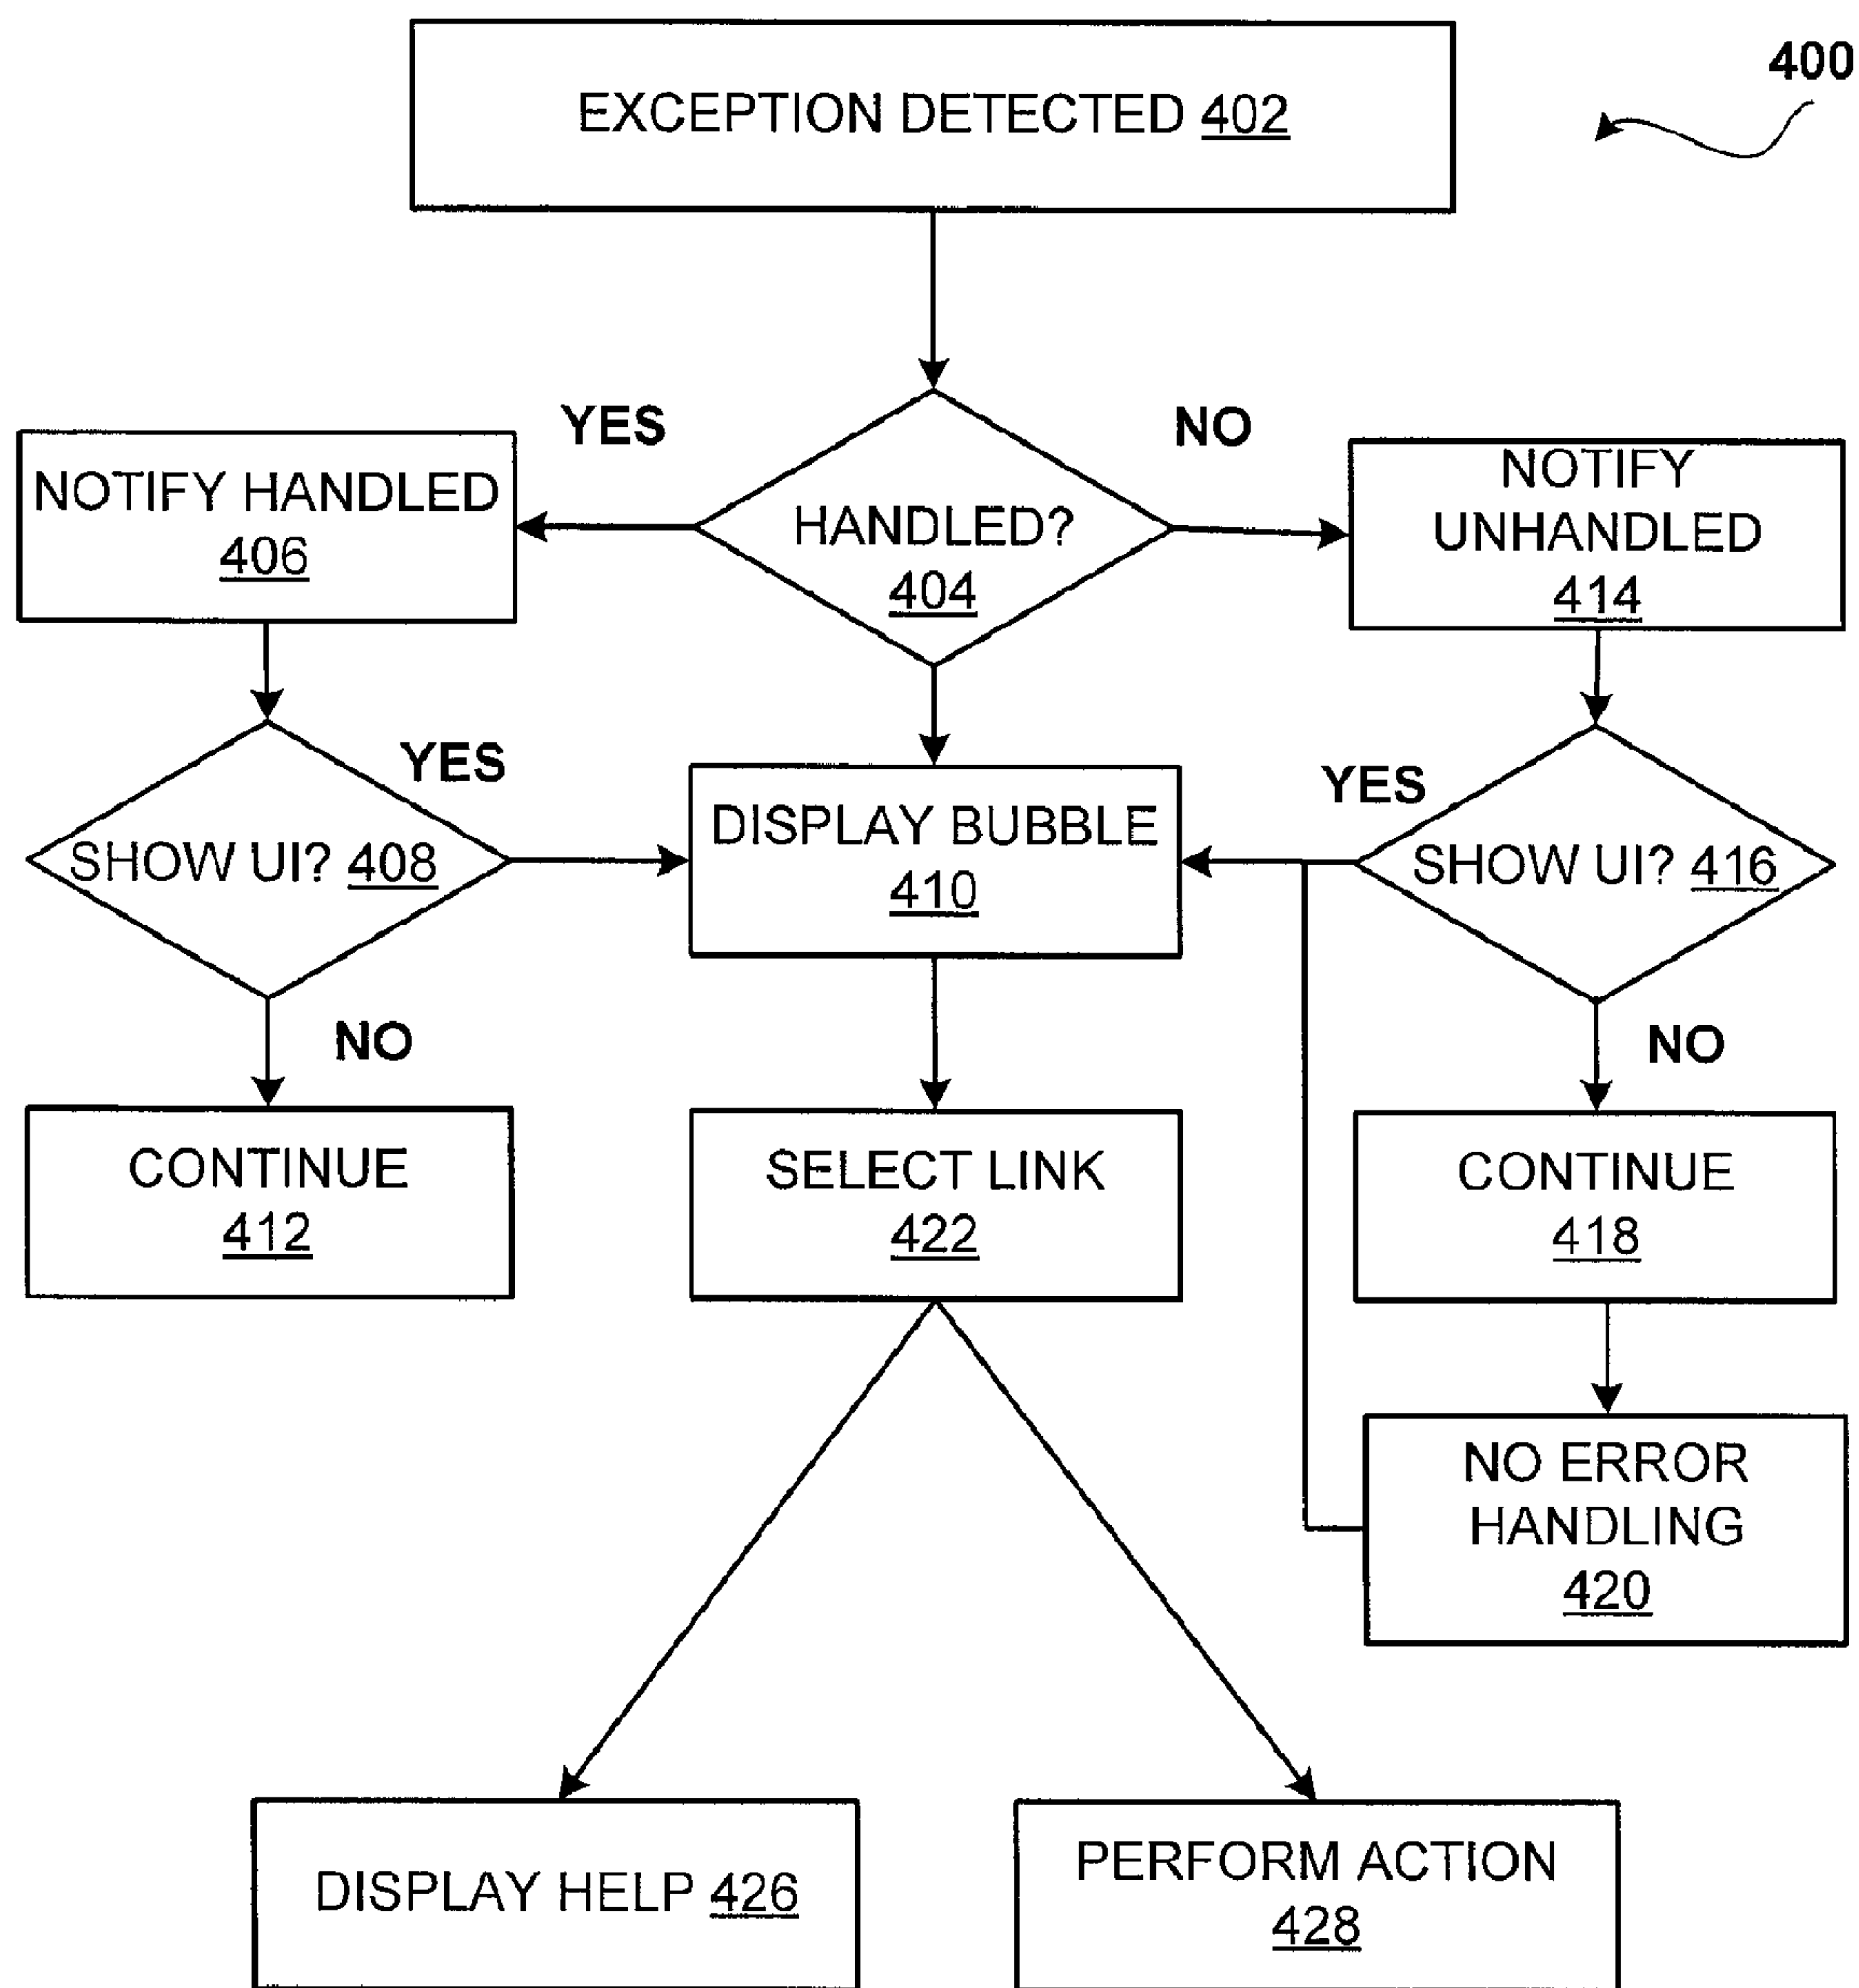 400
EXCEPTION DETECTED 402
YES
NO
NOTIFY HANDLED
406
HANDLED?
404
NOTIFY
UNHANDLED
414
YES
SHOW UI? 408
DISPLAY BUBBLE
410
YES
SHOW UI? 416
NO
NO
CONTINUE
412
SELECT LINK
422
CONTINUE
418
NO ERROR
HANDLING
420
DISPLAY HELP 426
PERFORM ACTION
428